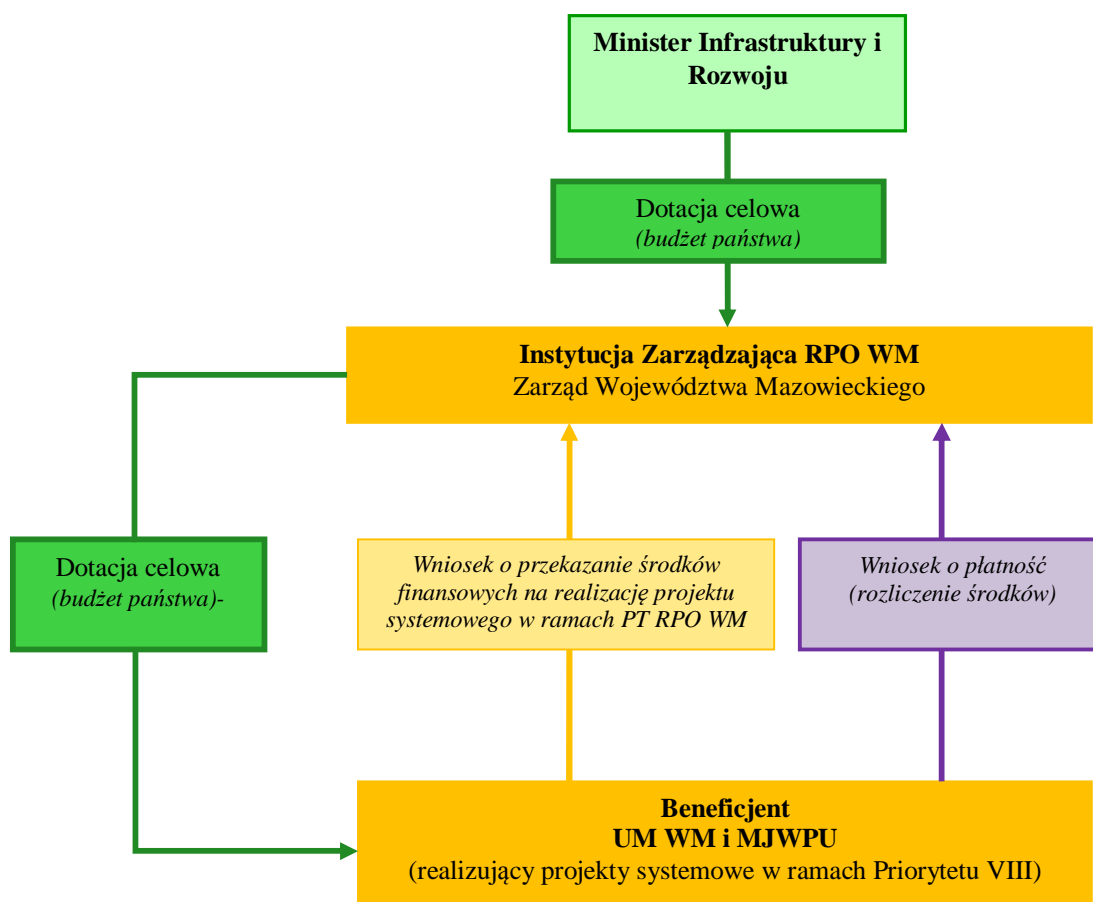 Minister Infrastruktury i
Rozwoju
Dotacja celowa
(budżet państwa)
Instytucja Zarządzająca RPO WM
Zarząd Województwa Mazowieckiego
Dotacja celowa
(budżet państwa)-
Wniosek o przekazanie środków
finansowych na realizację projektu
systemowego w ramach PT RPO WM
Wniosek o płatność
(rozliczenie środków)
Beneficjent
UM WM i MJWPU
(realizujący projekty systemowe w ramach Priorytetu VIII)